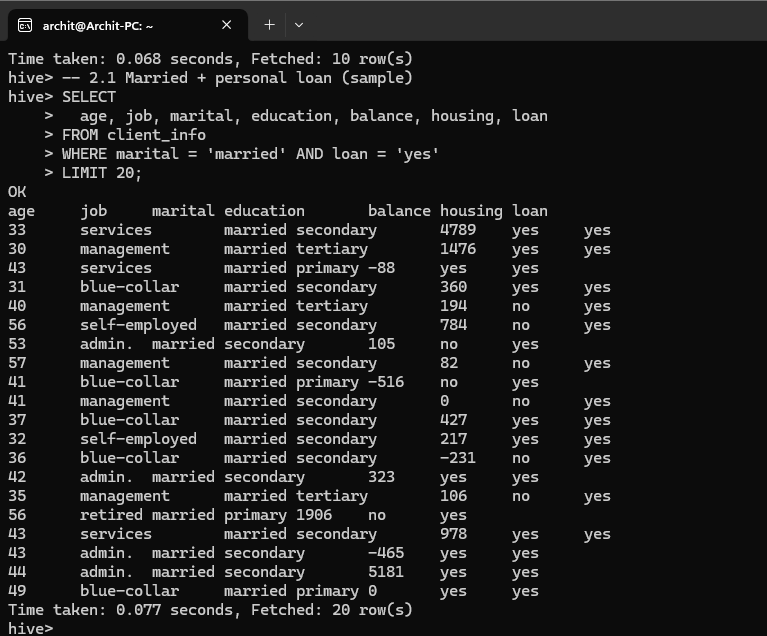 archit@Archit-PC: ~
Time taken: 0.068 seconds, Fetched: 10 row(s)
hive> -- 2.1 Married + personal loan (sample)
hive> SELECT
    >   age, job, marital, education, balance, housing, loan
    > FROM client_info
    > WHERE marital = 'married' AND loan = 'yes'
    > LIMIT 20;
OK
age     job     marital education       balance housing loan
33      services        married secondary       4789    yes     yes
30      management      married tertiary        1476    yes     yes
43      services        married primary -88     yes     yes
31      blue-collar     married secondary       360     yes     yes
40      management      married tertiary        194     no      yes
56      self-employed   married secondary       784     no      yes
53      admin.  married secondary       105     no      yes
57      management      married secondary       82      no      yes
41      blue-collar     married primary -516    no      yes
41      management      married secondary       0       no      yes
37      blue-collar     married secondary       427     yes     yes
32      self-employed   married secondary       217     yes     yes
36      blue-collar     married secondary       -231    no      yes
42      admin.  married secondary       323     yes     yes
35      management      married tertiary        106     no      yes
56      retired married primary 1906    no      yes
43      services        married secondary       978     yes     yes
43      admin.  married secondary       -465    yes     yes
44      admin.  married secondary       5181    yes     yes
49      blue-collar     married primary 0       yes     yes
Time taken: 0.077 seconds, Fetched: 20 row(s)
hive>